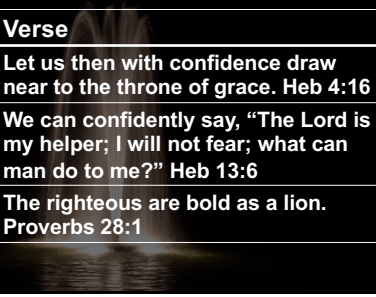 Verse
Let us then with confidence draw
near to the throne of grace. Heb 4:16
We can confidently say, “The Lord is
my helper; I will not fear; what can
man do to me?” Heb 13:6
The righteous are bold as a lion.
Proverbs 28:1